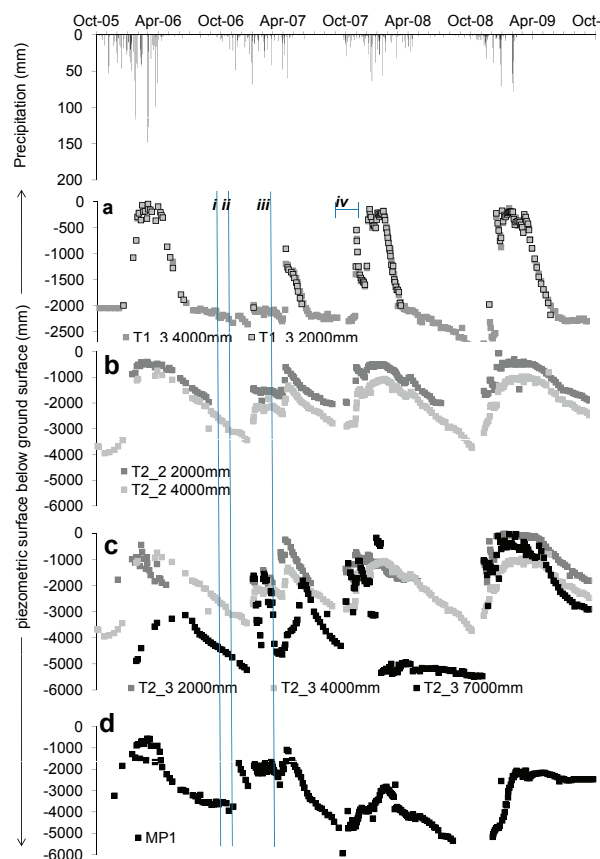 Oct-05 Apr-06 Oct-06 Apr-07 Oct-07 Apr-08 Oct-08 Apr-09 Oct-
Precipitation (mm)
0
50
100
150
200
piezometric surface below ground surface (mm)
a
i ii iii iv
0
-500
-1000
-1500
-2000
-2500
T1_3 4000mm T1_3 2000mm
b
0
-1000
-2000
-3000
-4000
-5000
-6000
T2_2 2000mm
T2_2 4000mm
c
0
-1000
-2000
-3000
-4000
-5000
-6000
T2_3 2000mm T2_3 4000mm T2_3 7000mm
d
0
-1000
-2000
-3000
-4000
-5000
-6000
MP1